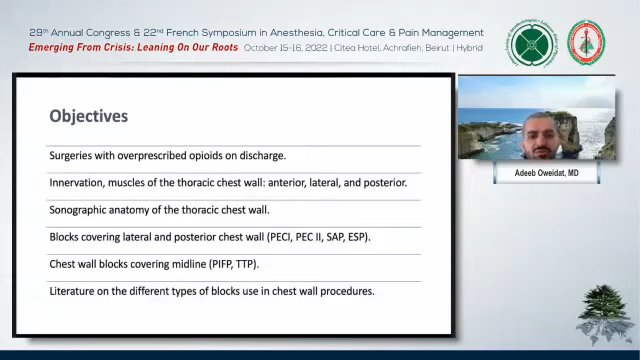 29th Annual Congress & 22nd French Symposium in Anesthesia, Critical Care & Pain Management
Emerging From Crisis: Leaning On Our Roots October 15-16, 2022 | Citea Hotel, Achrafieh, Beirut | Hybrid
Objectives
Surgeries with overprescribed opioids on discharge.
Innervation, muscles of the thoracic chest wall: anterior, lateral, and posterior.
Sonographic anatomy of the thoracic chest wall.
Blocks covering lateral and posterior chest wall (PECI, PEC II, SAP, ESP).
Chest wall blocks covering midline (PIFP, TTP).
Literature on the different types of blocks use in chest wall procedures.
Adeeb Oweidat, MD